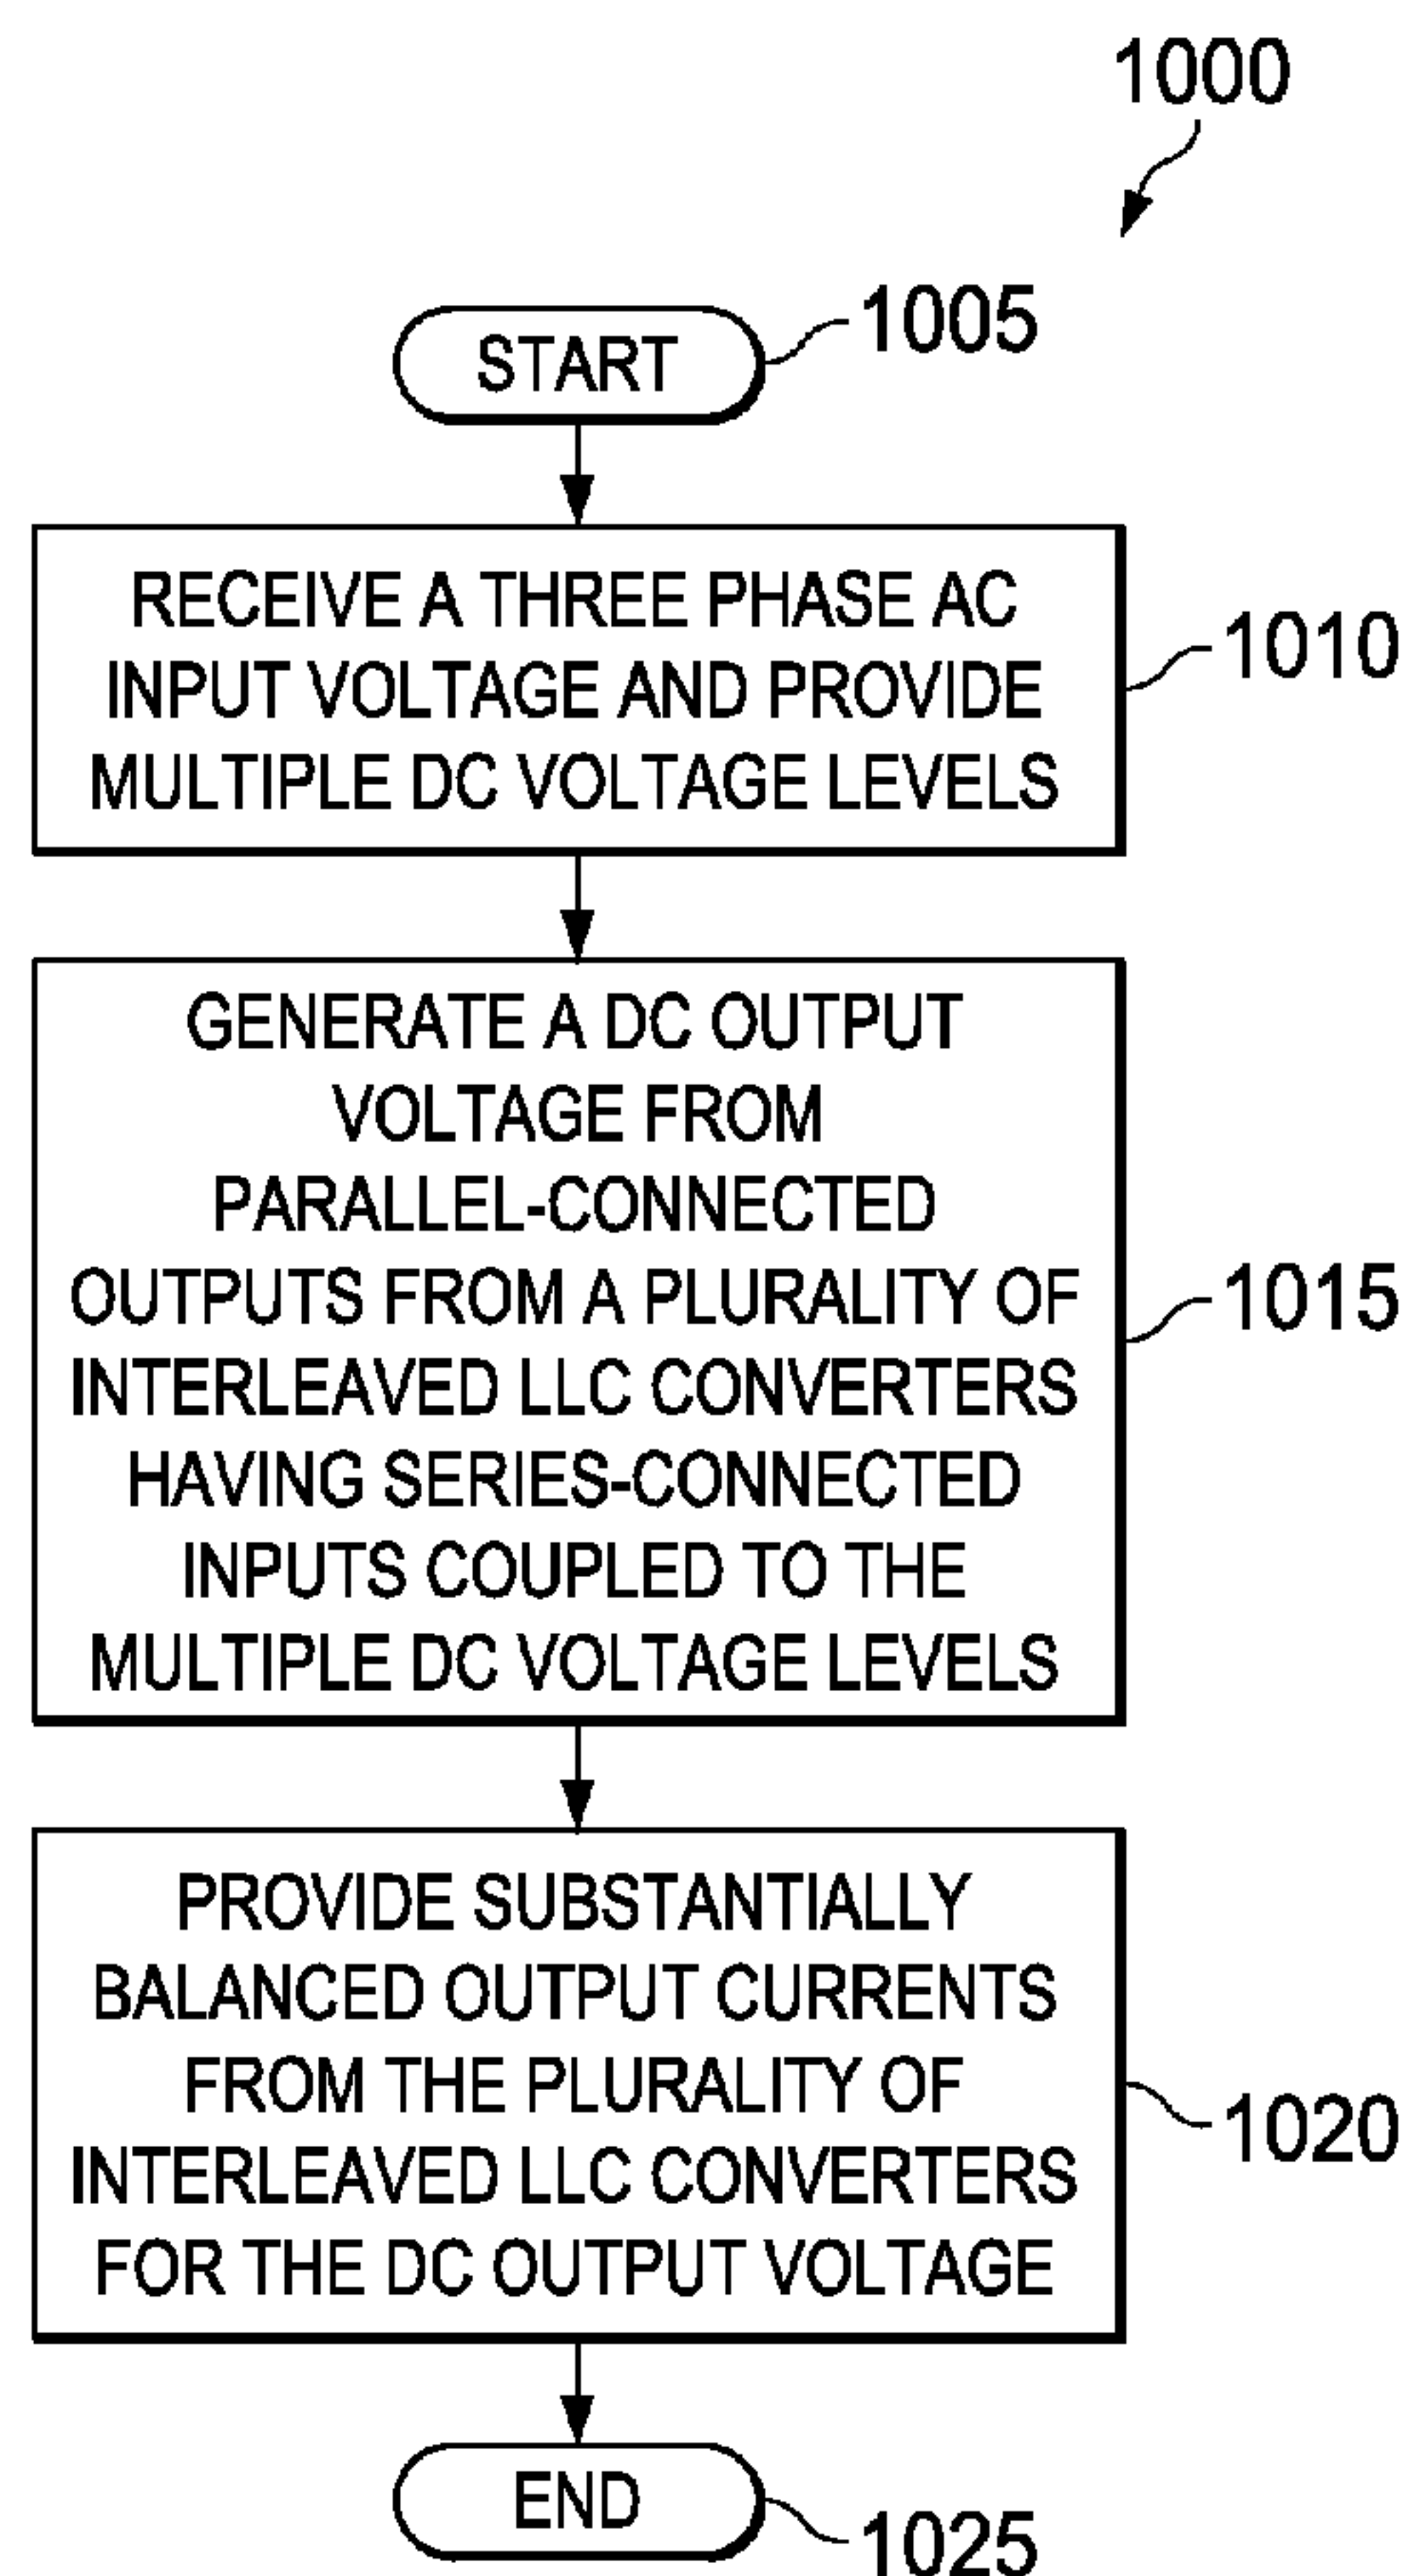 1000
START
1005
RECEIVE A THREE PHASE AC
INPUT VOLTAGE AND PROVIDE
MULTIPLE DC VOLTAGE LEVELS
1010
GENERATE A DC OUTPUT
VOLTAGE FROM
PARALLEL-CONNECTED
OUTPUTS FROM A PLURALITY OF
INTERLEAVED LLC CONVERTERS
HAVING SERIES-CONNECTED
INPUTS COUPLED TO THE
MULTIPLE DC VOLTAGE LEVELS
1015
PROVIDE SUBSTANTIALLY
BALANCED OUTPUT CURRENTS
FROM THE PLURALITY OF
INTERLEAVED LLC CONVERTERS
FOR THE DC OUTPUT VOLTAGE
1020
END
1025